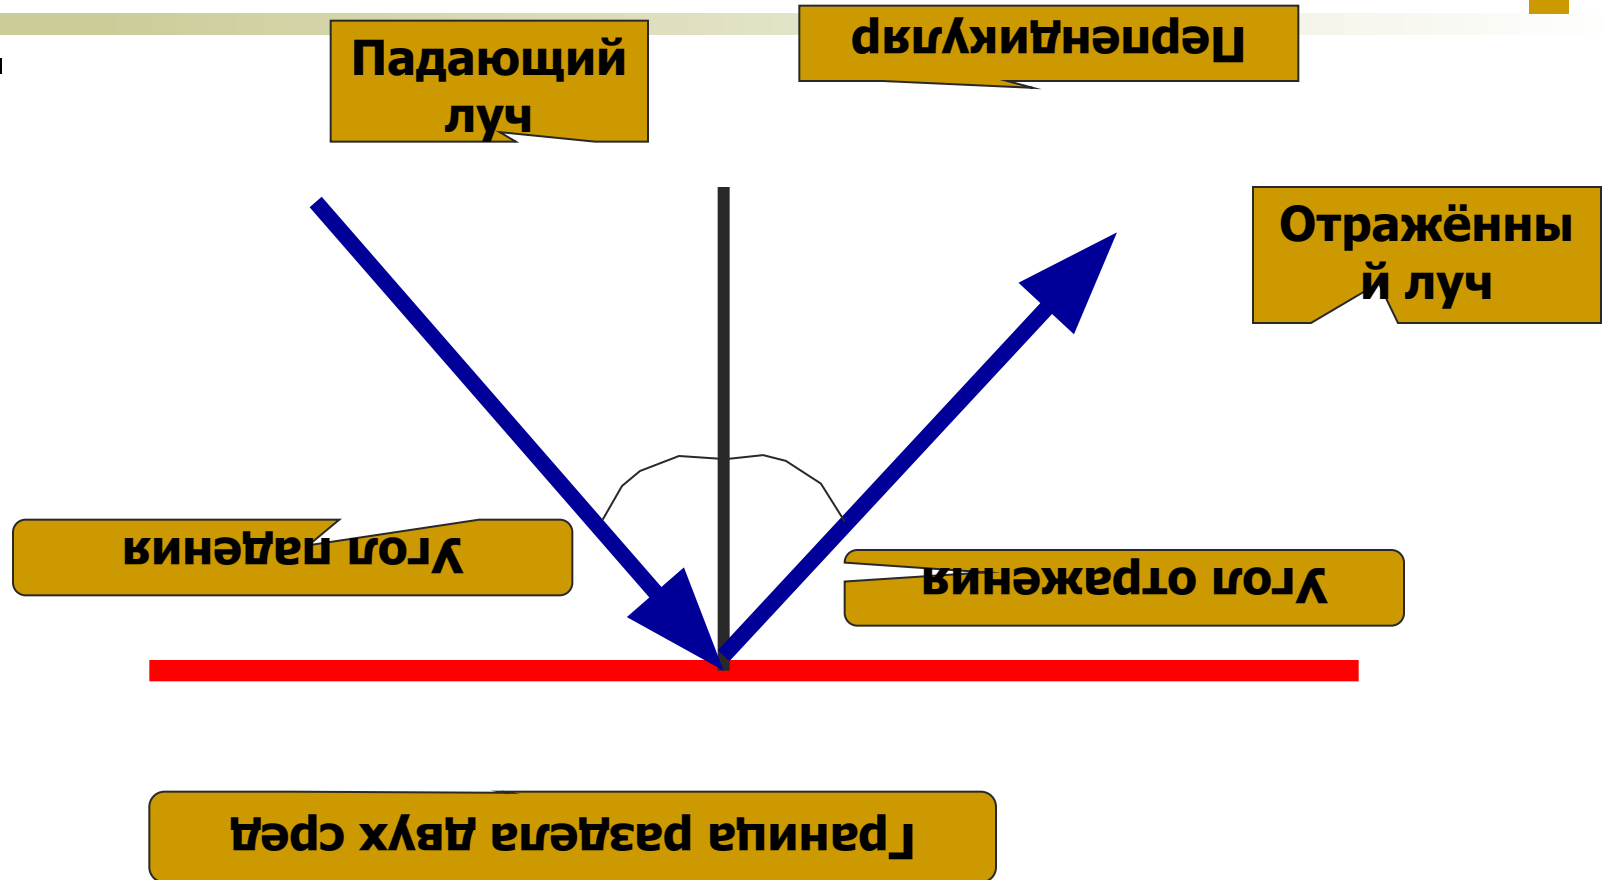 Перпендикуляр
Падающий
луч
Отражённы
й луч
Угол падения
Угол отражения
Граница раздела двух сред